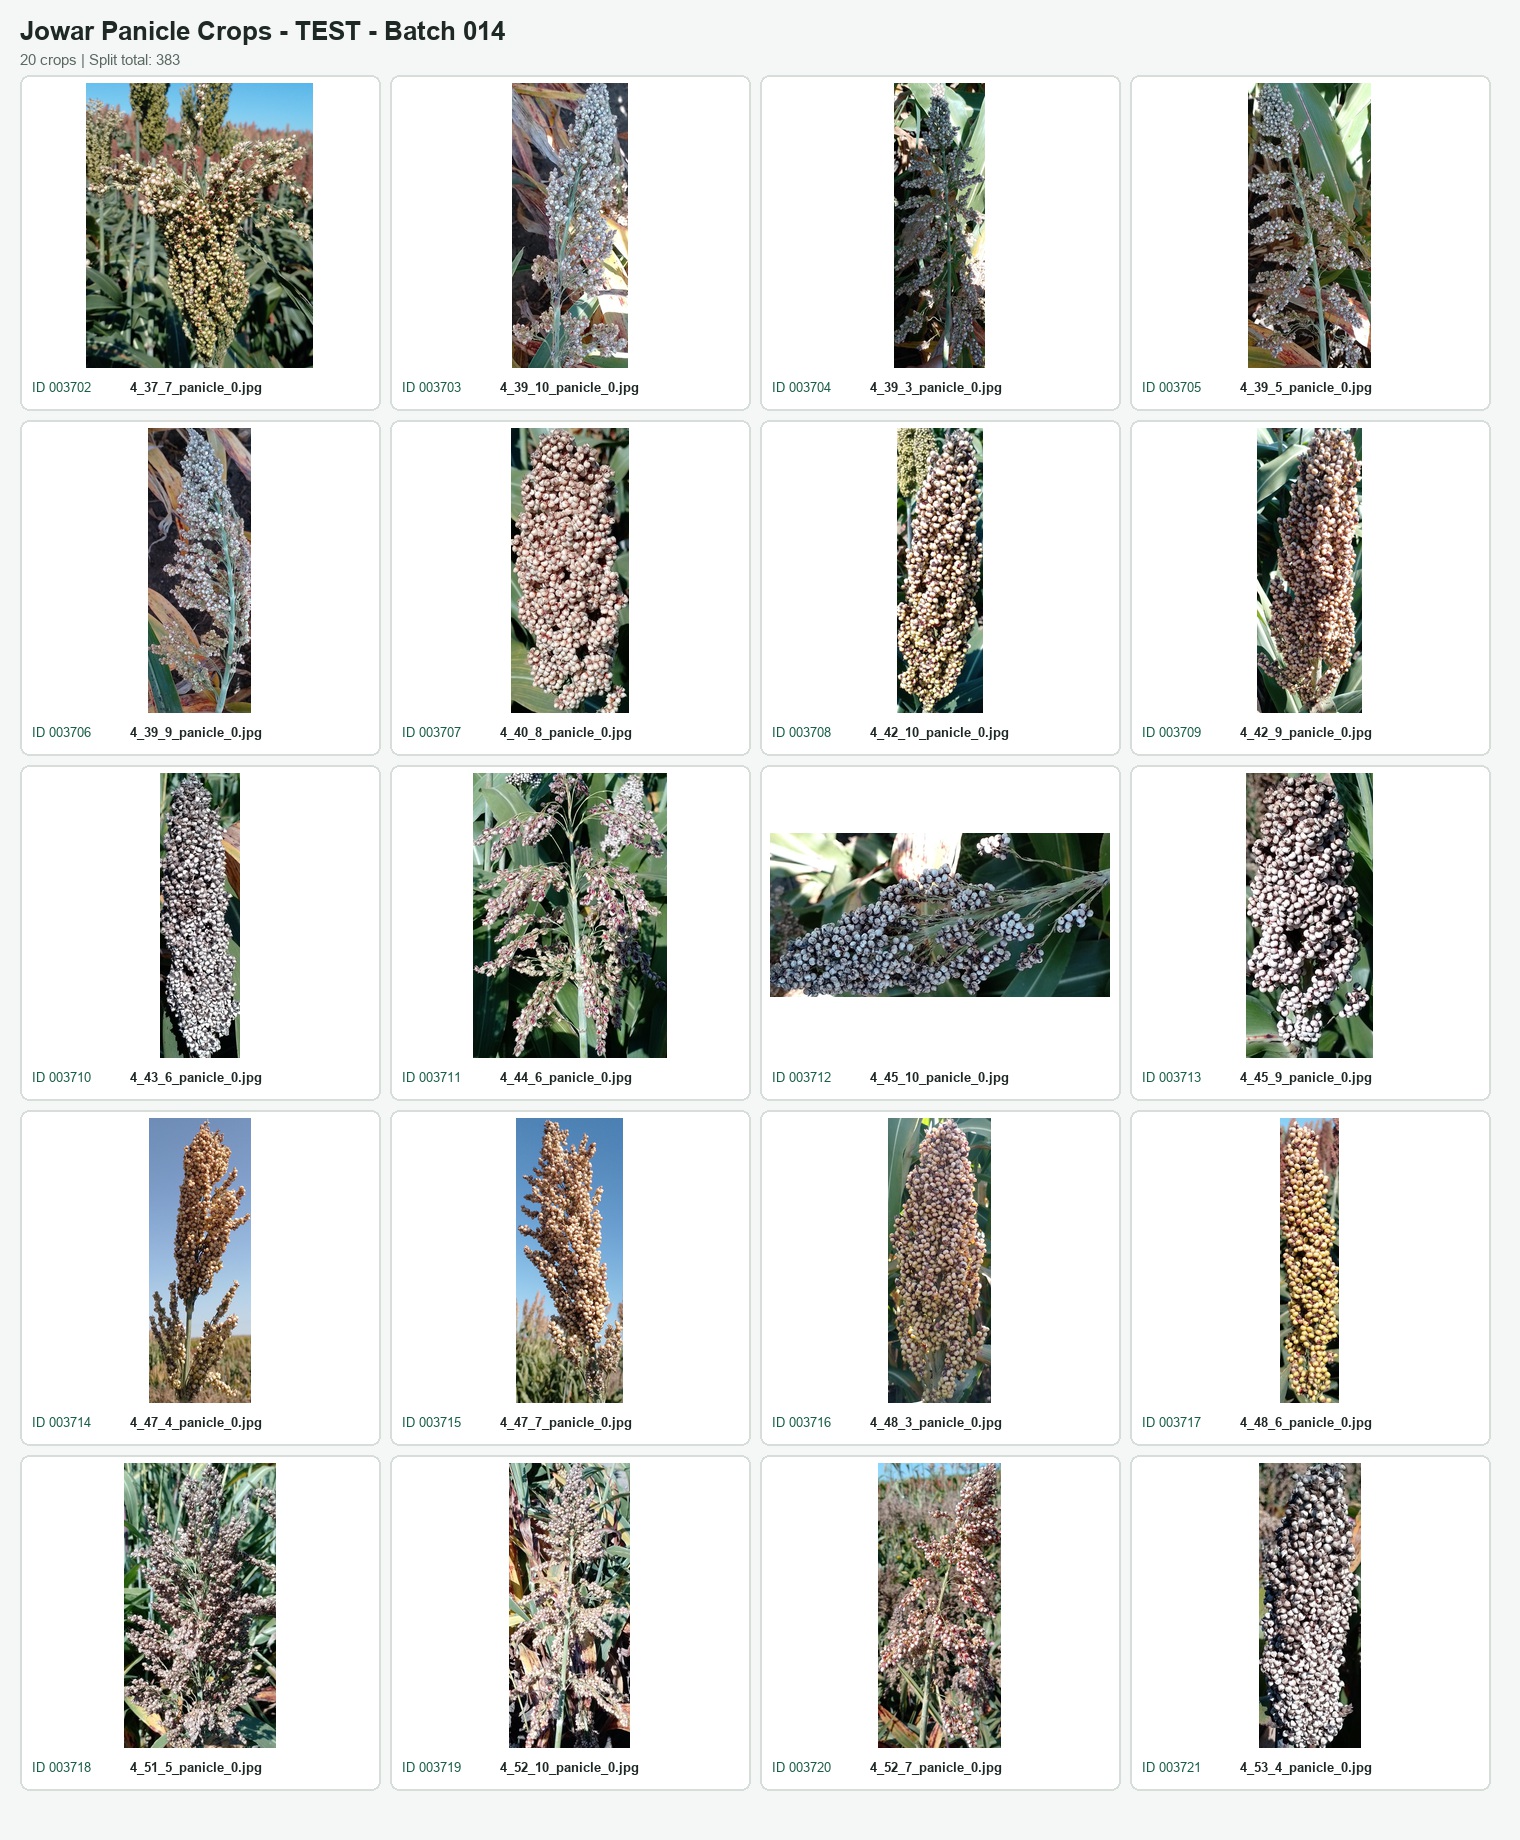 Jowar Panicle Crops - TEST - Batch 014
20 crops | Split total: 383
ID 003702 4_37_7_panicle_0.jpg
ID 003703 4_39_10_panicle_0.jpg
ID 003704 4_39_3_panicle_0.jpg
ID 003705 4_39_5_panicle_0.jpg
ID 003706 4_39_9_panicle_0.jpg
ID 003707 4_40_8_panicle_0.jpg
ID 003708 4_42_10_panicle_0.jpg
ID 003709 4_42_9_panicle_0.jpg
ID 003710 4_43_6_panicle_0.jpg
ID 003711 4_44_6_panicle_0.jpg
ID 003712 4_45_10_panicle_0.jpg
ID 003713 4_45_9_panicle_0.jpg
ID 003714 4_47_4_panicle_0.jpg
ID 003715 4_47_7_panicle_0.jpg
ID 003716 4_48_3_panicle_0.jpg
ID 003717 4_48_6_panicle_0.jpg
ID 003718 4_51_5_panicle_0.jpg
ID 003719 4_52_10_panicle_0.jpg
ID 003720 4_52_7_panicle_0.jpg
ID 003721 4_53_4_panicle_0.jpg